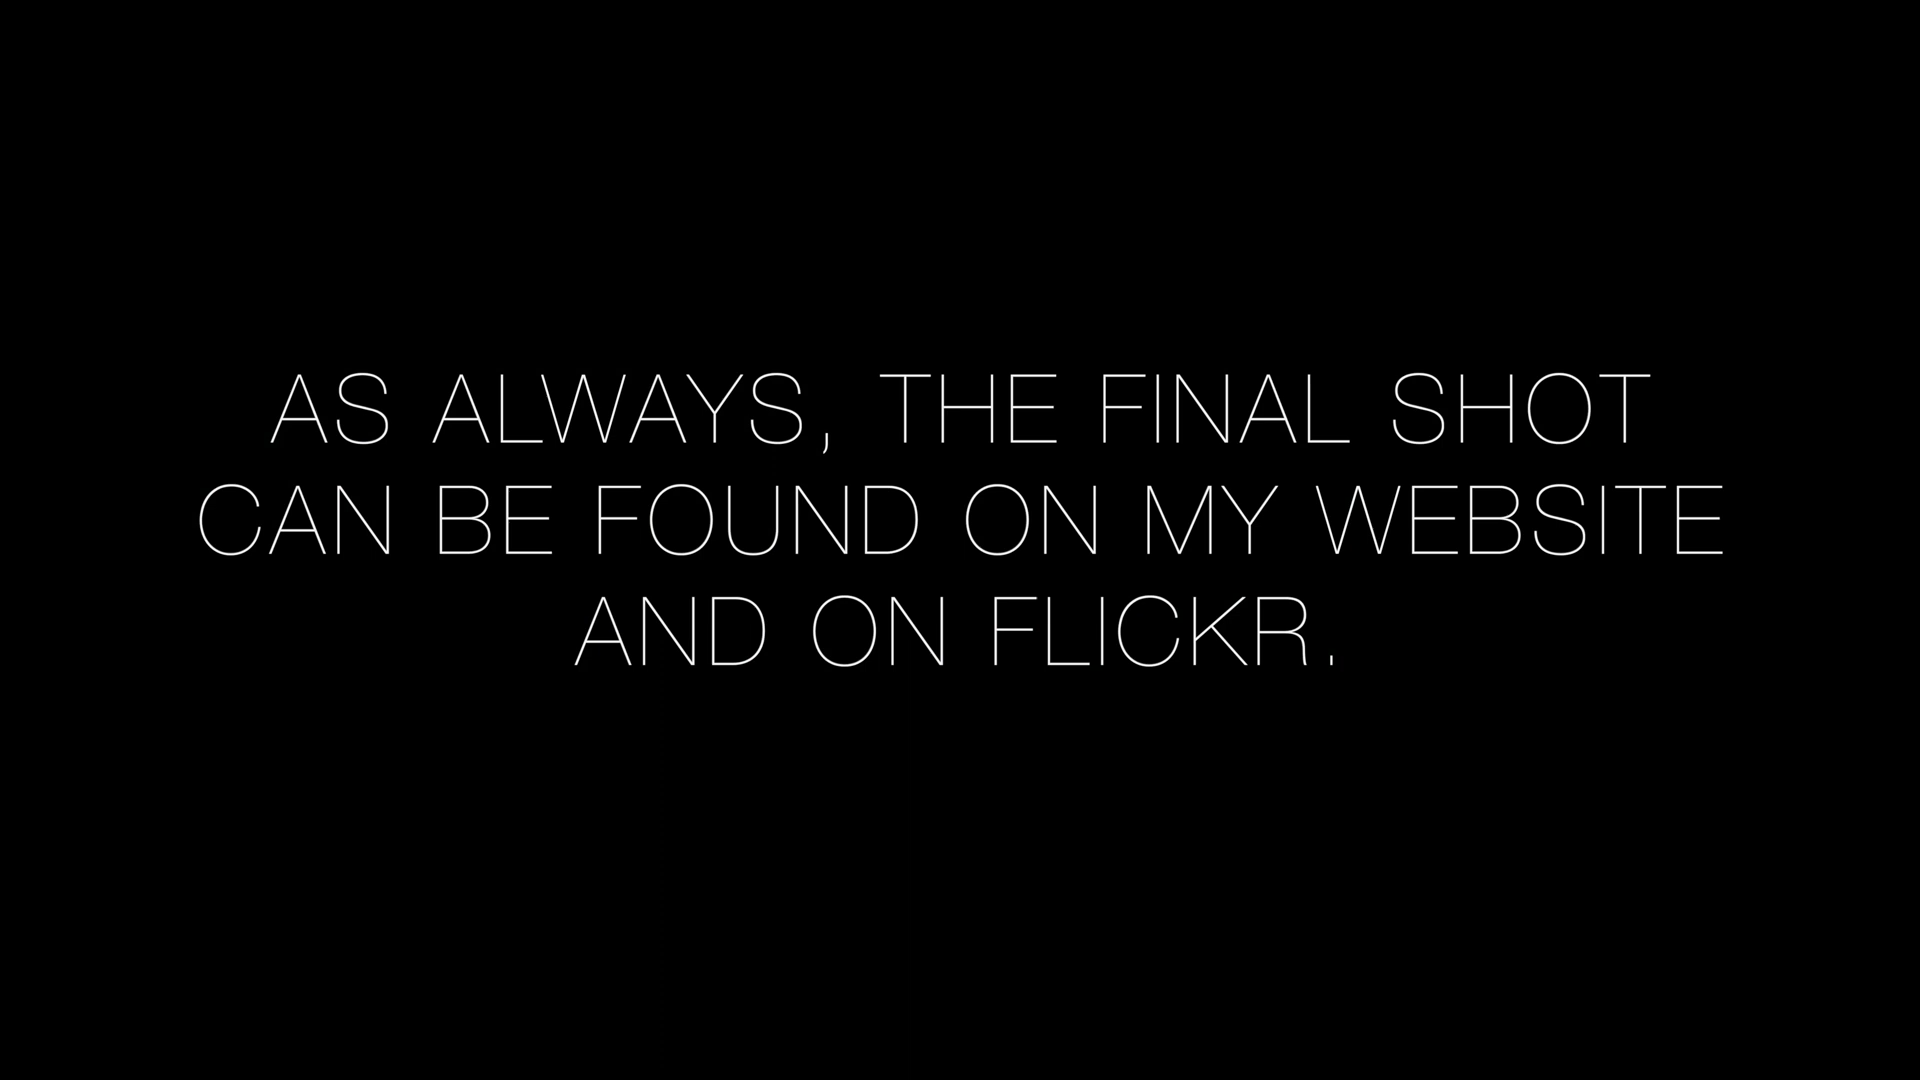 AS ALWAYS, THE FINAL SHOT
CAN BE FOUND ON MY WEBSITE
AND ON FLICKR.